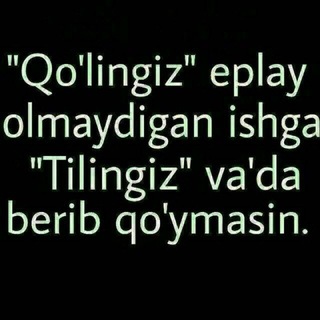 "Qo'lingiz" eplay
olmaydigan ishga
"Tilingiz" va'da
berib qo'ymasin.